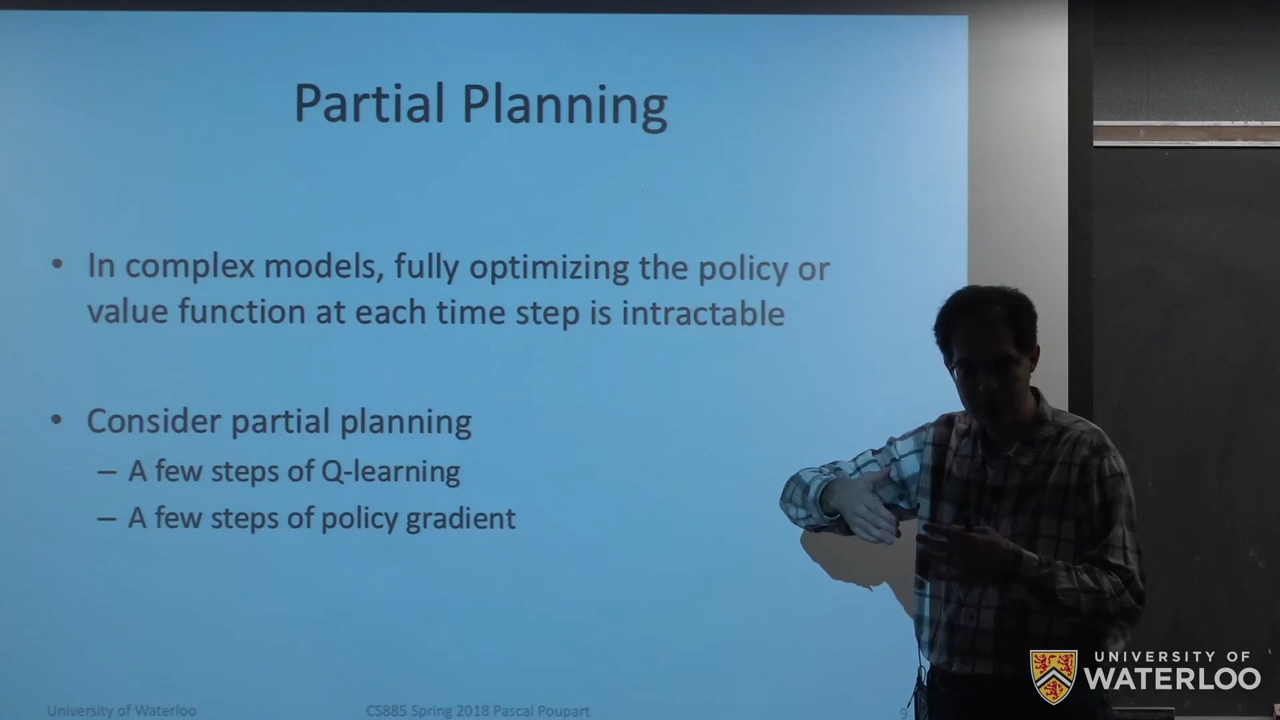 Partial Planning
• In complex models, fully optimizing the policy or
value function at each time step is intractable
• Consider partial planning
– A few steps of Q-learning
– A few steps of policy gradient
University of Waterloo
CS885 Spring 2018 Pascal Poupart
9
UNIVERSITY OF
WATERLOO